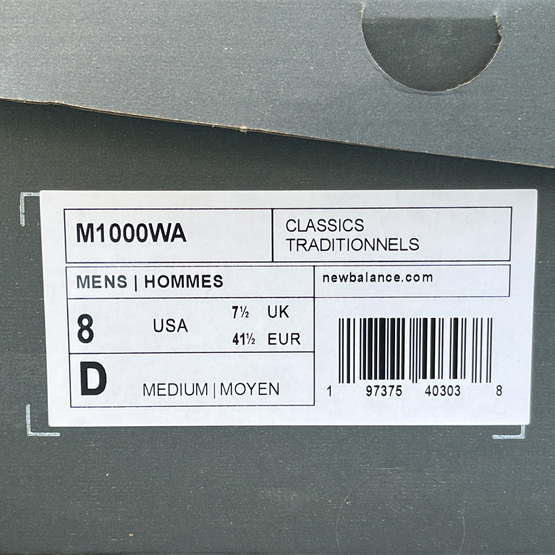 M1000WA
CLASSICS
TRADITIONNELS
MENS | HOMMES
newbalance.com
8 USA 7½ UK
41½ EUR
D MEDIUM | MOYEN
1 97375 40303 8